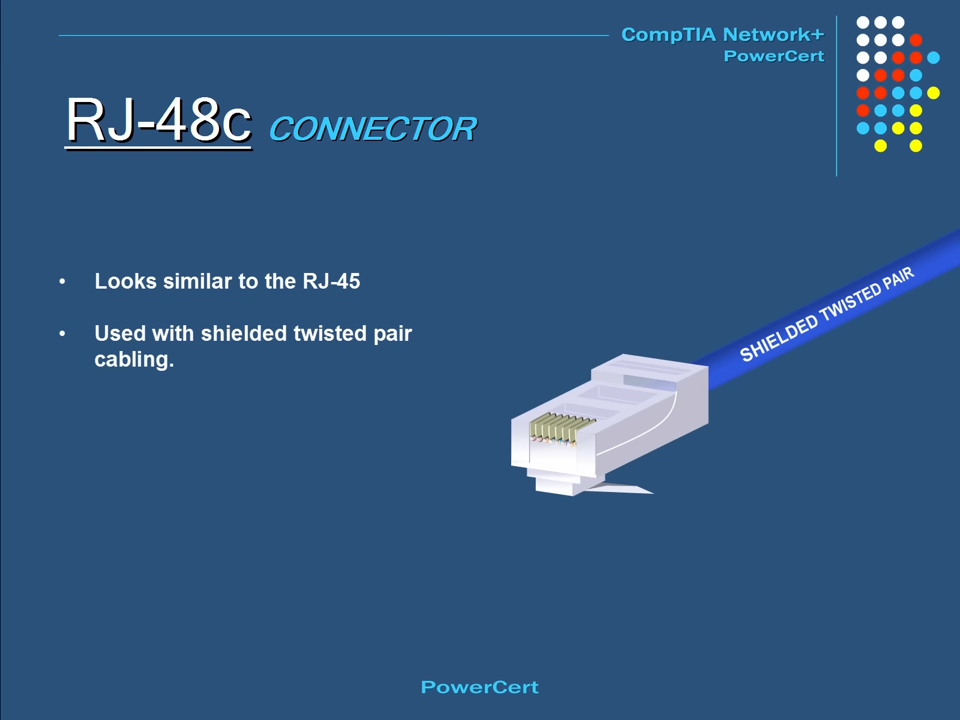 CompTIA Network+
PowerCert
RJ-48c CONNECTOR
• Looks similar to the RJ-45
• Used with shielded twisted pair
cabling.
SHIELDED TWISTED PAIR
PowerCert